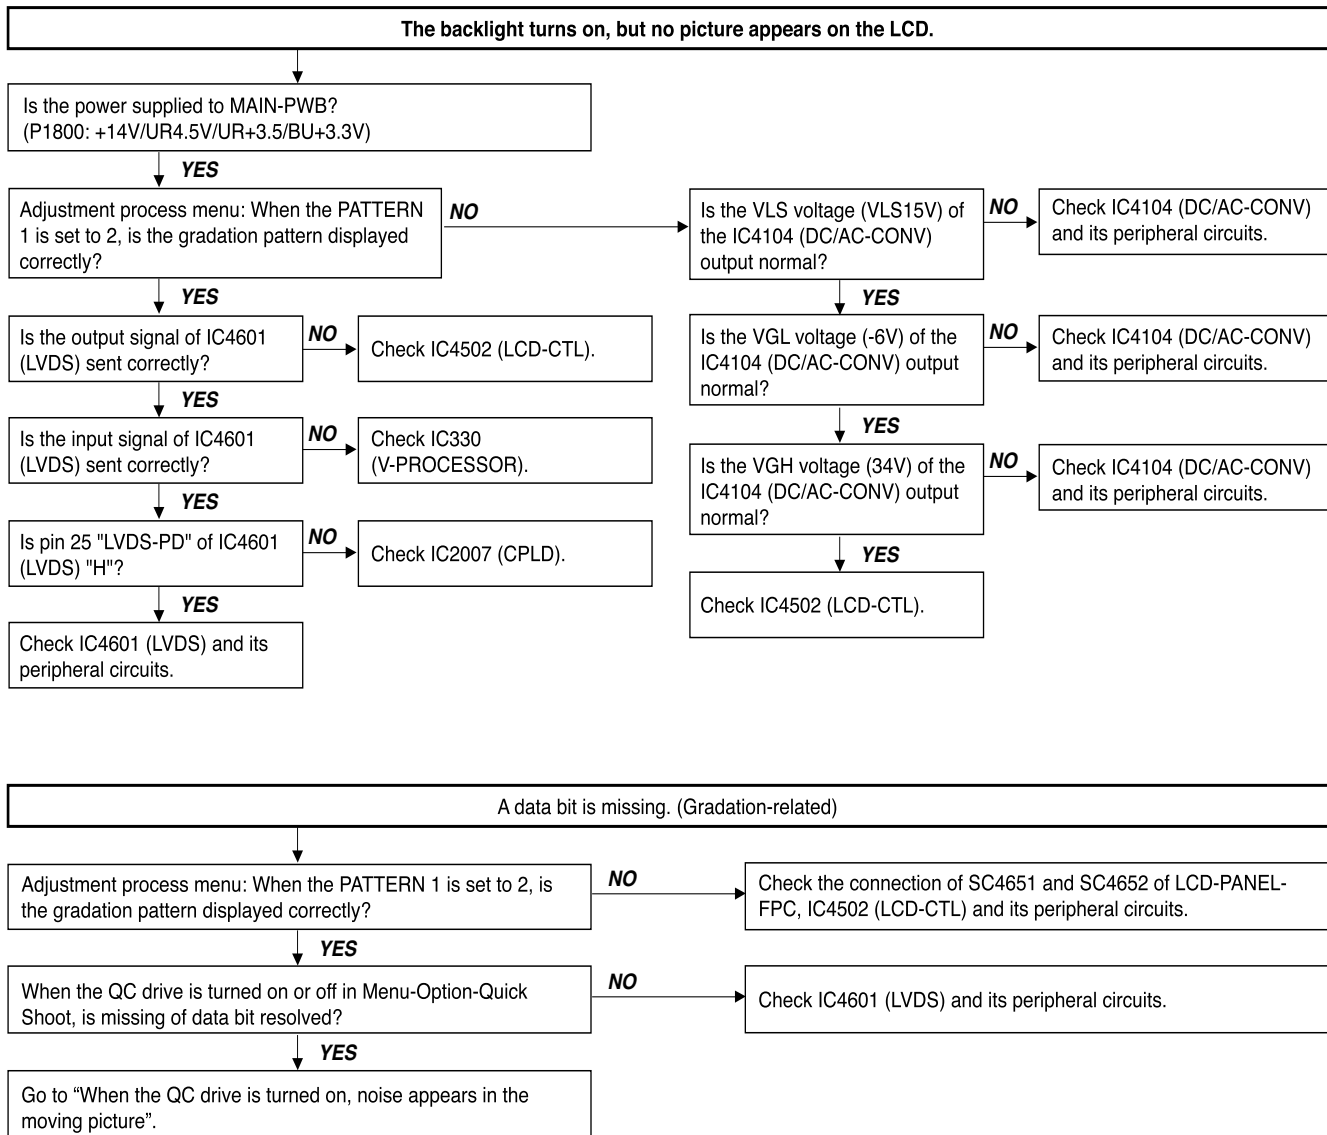 The backlight turns on, but no picture appears on the LCD.
Is the power supplied to MAIN-PWB?
(P1800: +14V/UR4.5V/UR+3.5/BU+3.3V)
YES
Adjustment process menu: When the PATTERN
1 is set to 2, is the gradation pattern displayed
correctly?
NO
Is the VLS voltage (VLS15V) of
the IC4104 (DC/AC-CONV)
output normal?
NO
Check IC4104 (DC/AC-CONV)
and its peripheral circuits.
YES
YES
Is the output signal of IC4601
(LVDS) sent correctly?
NO
Check IC4502 (LCD-CTL).
Is the VGL voltage (-6V) of the
IC4104 (DC/AC-CONV) output
normal?
NO
Check IC4104 (DC/AC-CONV)
and its peripheral circuits.
YES
YES
Is the input signal of IC4601
(LVDS) sent correctly?
NO
Check IC330
(V-PROCESSOR).
Is the VGH voltage (34V) of the
IC4104 (DC/AC-CONV) output
normal?
NO
Check IC4104 (DC/AC-CONV)
and its peripheral circuits.
YES
YES
Is pin 25 "LVDS-PD" of IC4601
(LVDS) "H"?
NO
Check IC2007 (CPLD).
Check IC4502 (LCD-CTL).
YES
Check IC4601 (LVDS) and its
peripheral circuits.
A data bit is missing. (Gradation-related)
Adjustment process menu: When the PATTERN 1 is set to 2, is
the gradation pattern displayed correctly?
NO
Check the connection of SC4651 and SC4652 of LCD-PANEL-
FPC, IC4502 (LCD-CTL) and its peripheral circuits.
YES
When the QC drive is turned on or off in Menu-Option-Quick
Shoot, is missing of data bit resolved?
NO
Check IC4601 (LVDS) and its peripheral circuits.
YES
Go to “When the QC drive is turned on, noise appears in the
moving picture”.